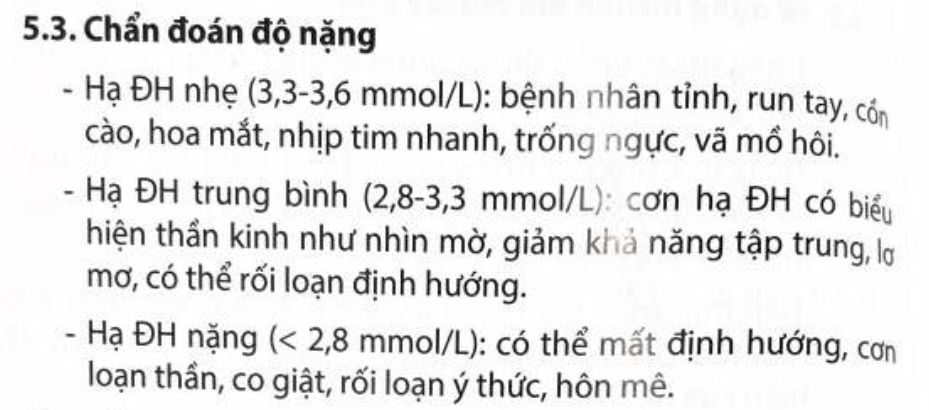 5.3. Chẩn đoán độ nặng
- Hạ ĐH nhẹ (3,3-3,6 mmol/L): bệnh nhân tỉnh, run tay, cồn
cào, hoa mắt, nhịp tim nhanh, trống ngực, vã mồ hôi.
- Hạ ĐH trung bình (2,8-3,3 mmol/L): cơn hạ ĐH có biểu
hiện thần kinh như nhìn mờ, giảm khả năng tập trung, lơ
mơ, có thể rối loạn định hướng.
- Hạ ĐH nặng (< 2,8 mmol/L): có thể mất định hướng, cơn
loạn thần, co giật, rối loạn ý thức, hôn mê.